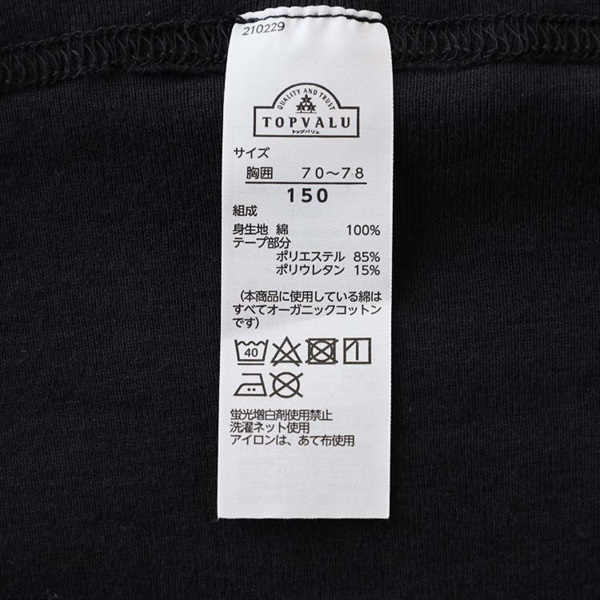 210229
QUALITY AND TRUST
TOPVALU
トップバリュ
サイズ
胸囲 70～78
150
組成
身生地 綿 100%
テープ部分
ポリエステル 85%
ポリウレタン 15%
(本商品に使用している綿は
すべてオーガニックコットン
です)
40
蛍光増白剤使用禁止
洗濯ネット使用
アイロンは、あて布使用